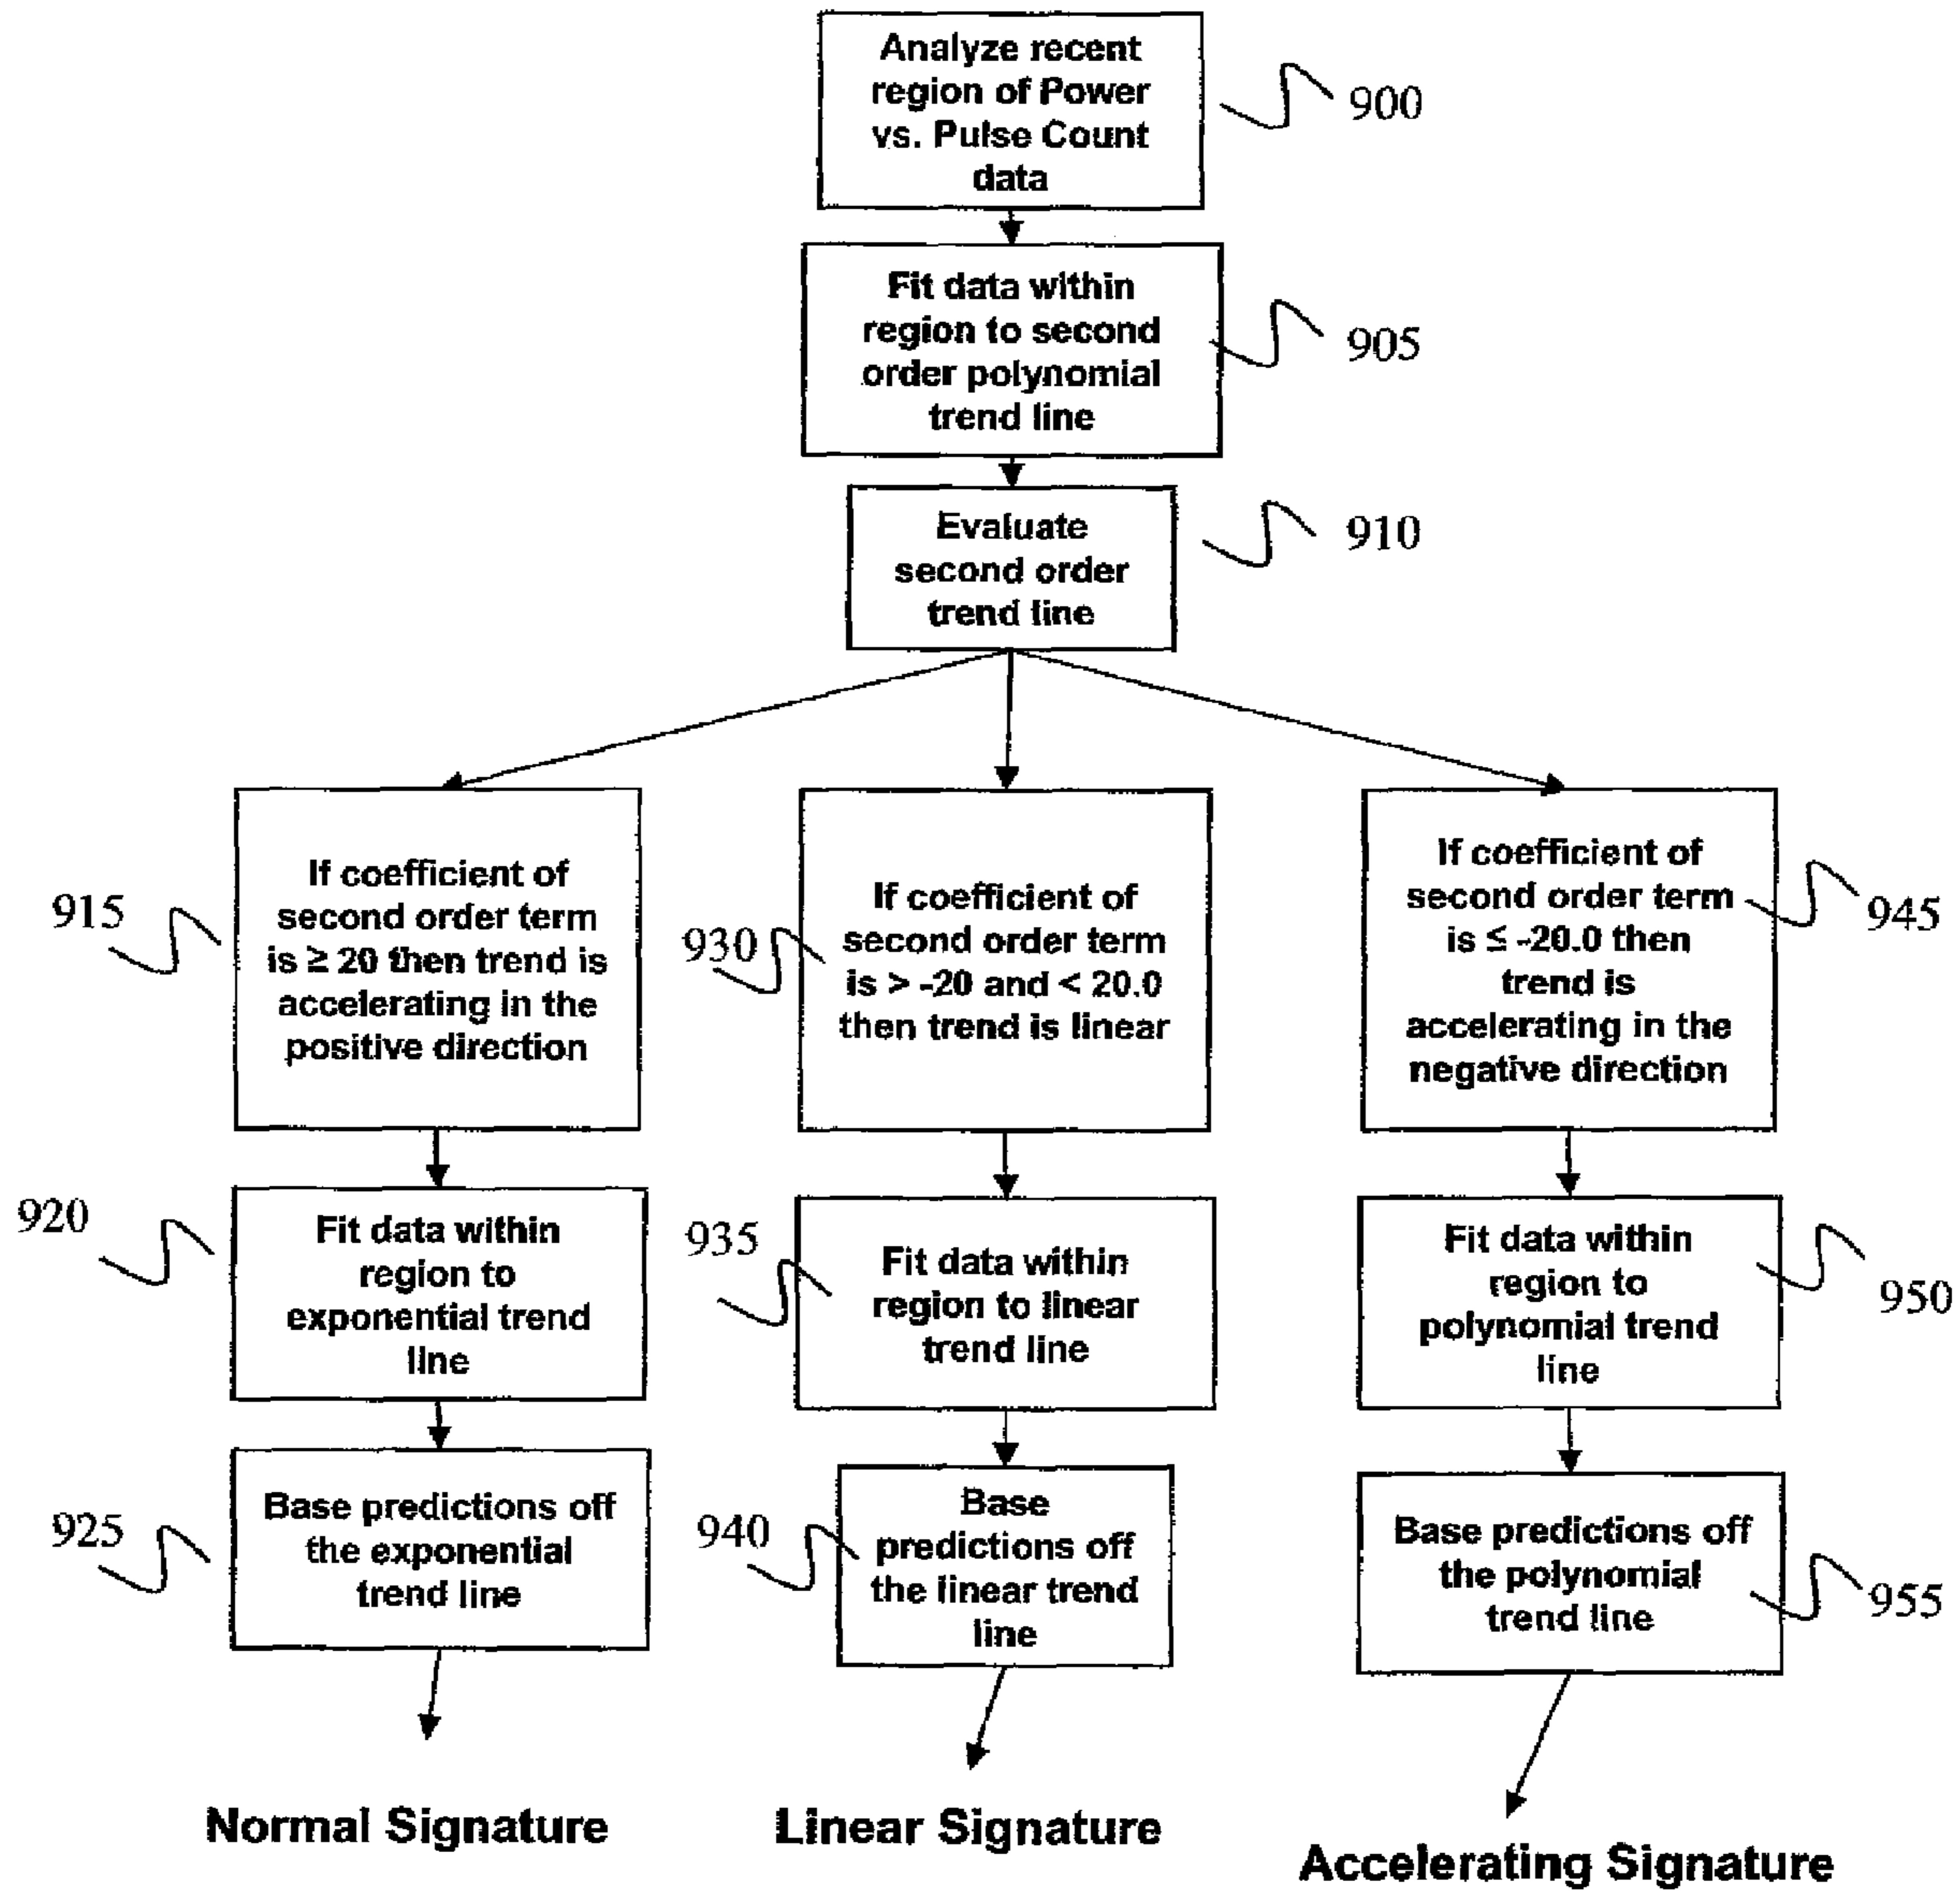 Analyze recent
region of Power
vs. Pulse Count
data
900
Fit data within
region to second
order polynomial
trend line
905
Evaluate
second order
trend line
910
915
If coefficient of
second order term
is ≥ 20 then trend is
accelerating in the
positive direction
930
If coefficient of
second order term
is > -20 and < 20.0
then trend is linear
If coefficient of
second order term
is ≤ -20.0 then
trend is
accelerating in the
negative direction
945
920
Fit data within
region to
exponential trend
line
935
Fit data within
region to linear
trend line
Fit data within
region to
polynomial trend
line
950
925
Base predictions off
the exponential
trend line
940
Base
predictions off
the linear trend
line
Base predictions off
the polynomial
trend line
955
Normal Signature
Linear Signature
Accelerating Signature